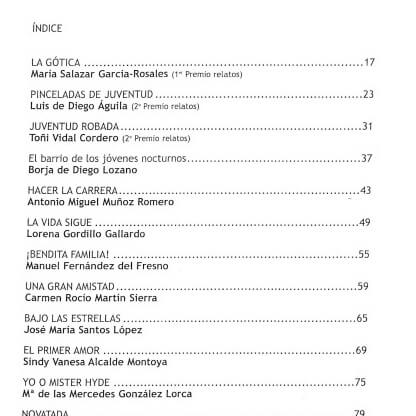 ÍNDICE
LA GÓTICA ..........17
María Salazar García-Rosales (1er Premio relatos)
PINCELADAS DE JUVENTUD..........23
Luis de Diego Águila (2º Premio relatos)
JUVENTUD ROBADA..........31
Toñi Vidal Cordero (2º Premio relatos)
El barrio de los jóvenes nocturnos..........37
Borja de Diego Lozano
HACER LA CARRERA..........43
Antonio Miguel Muñoz Romero
LA VIDA SIGUE ..........49
Lorena Gordillo Gallardo
¡BENDITA FAMILIA! ..........55
Manuel Fernández del Fresno
UNA GRAN AMISTAD..........59
Carmen Rocío Martín Sierra
BAJO LAS ESTRELLAS..........65
José María Santos López
EL PRIMER AMOR ..........69
Sindy Vanesa Alcalde Montoya
YO O MISTER HYDE ..........75
Mª de las Mercedes González Lorca
NOVATADA..........79